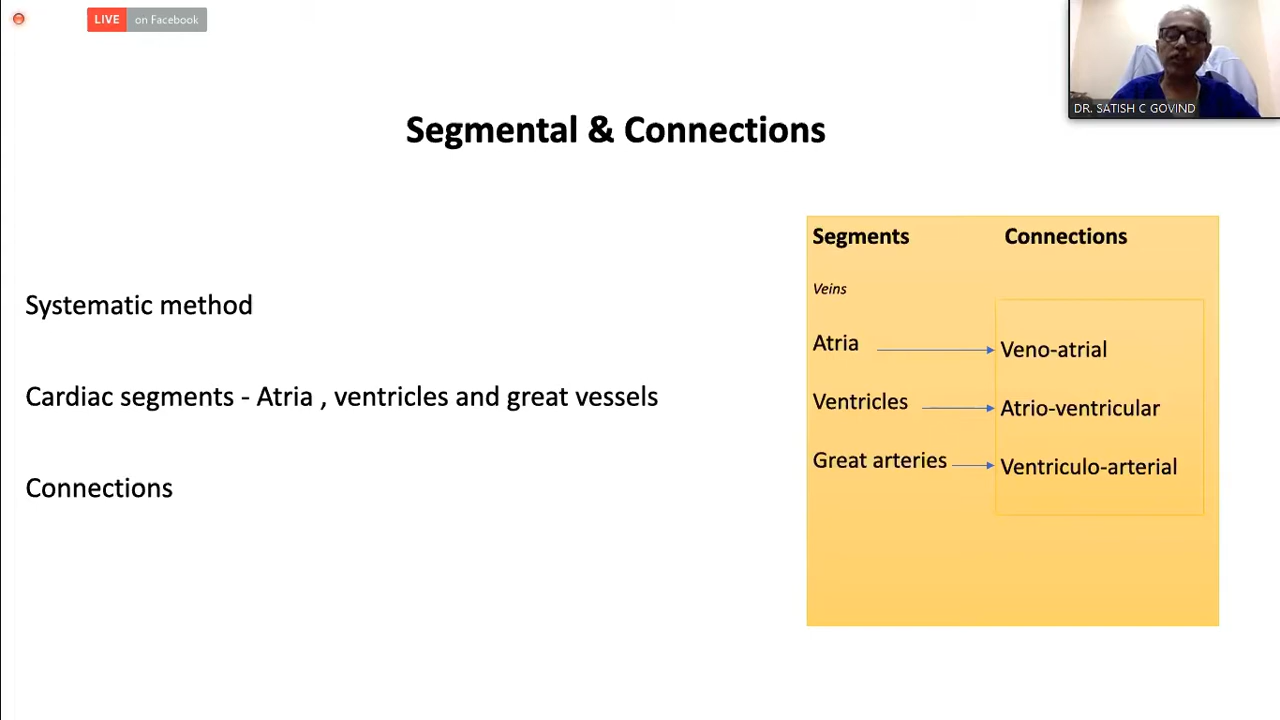 LIVE on Facebook
DR. SATISH C GOVIND
Segmental & Connections
Systematic method
Cardiac segments - Atria , ventricles and great vessels
Connections
Segments Connections
Veins
Atria Veno-atrial
Ventricles Atrio-ventricular
Great arteries Ventriculo-arterial